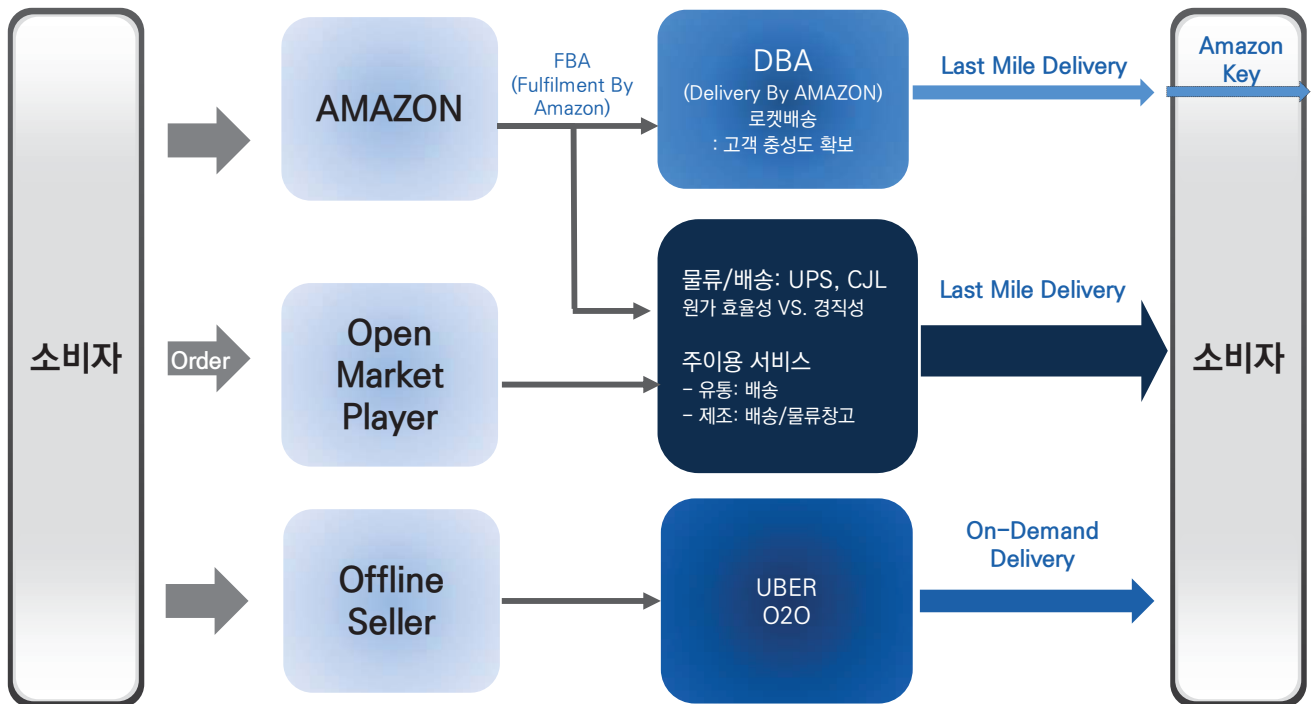 소비자
Order
AMAZON
FBA
(Fulfilment By
Amazon)
DBA
(Delivery By AMAZON)
로켓배송
: 고객 충성도 확보
Last Mile Delivery
Amazon
Key
Open
Market
Player
물류/배송: UPS, CJL
원가 효율성 VS. 경직성
주이용 서비스
- 유통: 배송
- 제조: 배송/물류창고
Last Mile Delivery
Offline
Seller
UBER
O2O
On-Demand
Delivery
소비자